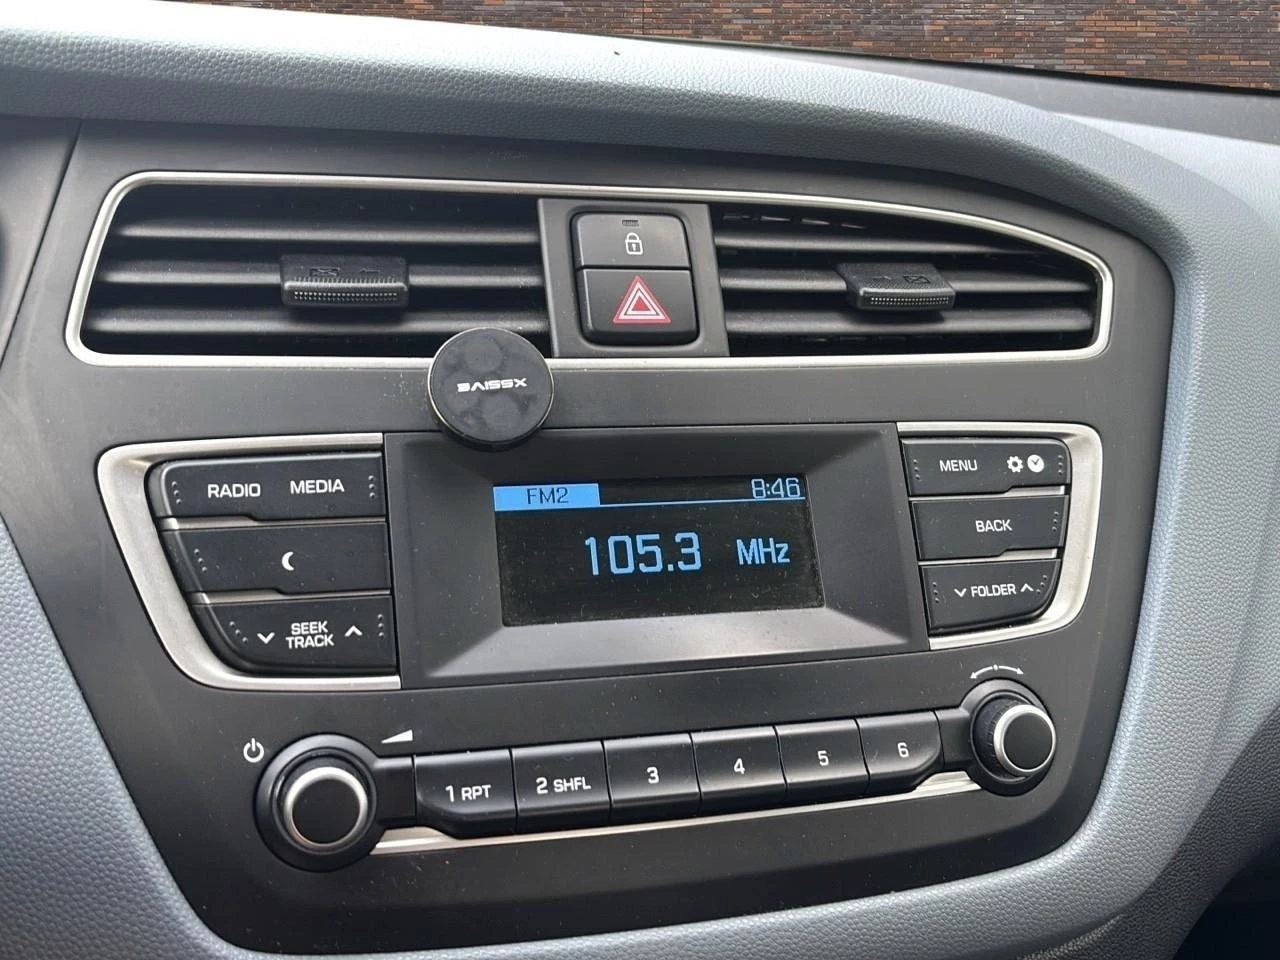 BAISSX
RADIO MEDIA
SEEK
TRACK
FM2 8:46
105.3 MHz
MENU
BACK
FOLDER
1 RPT 2 SHFL 3 4 5 6